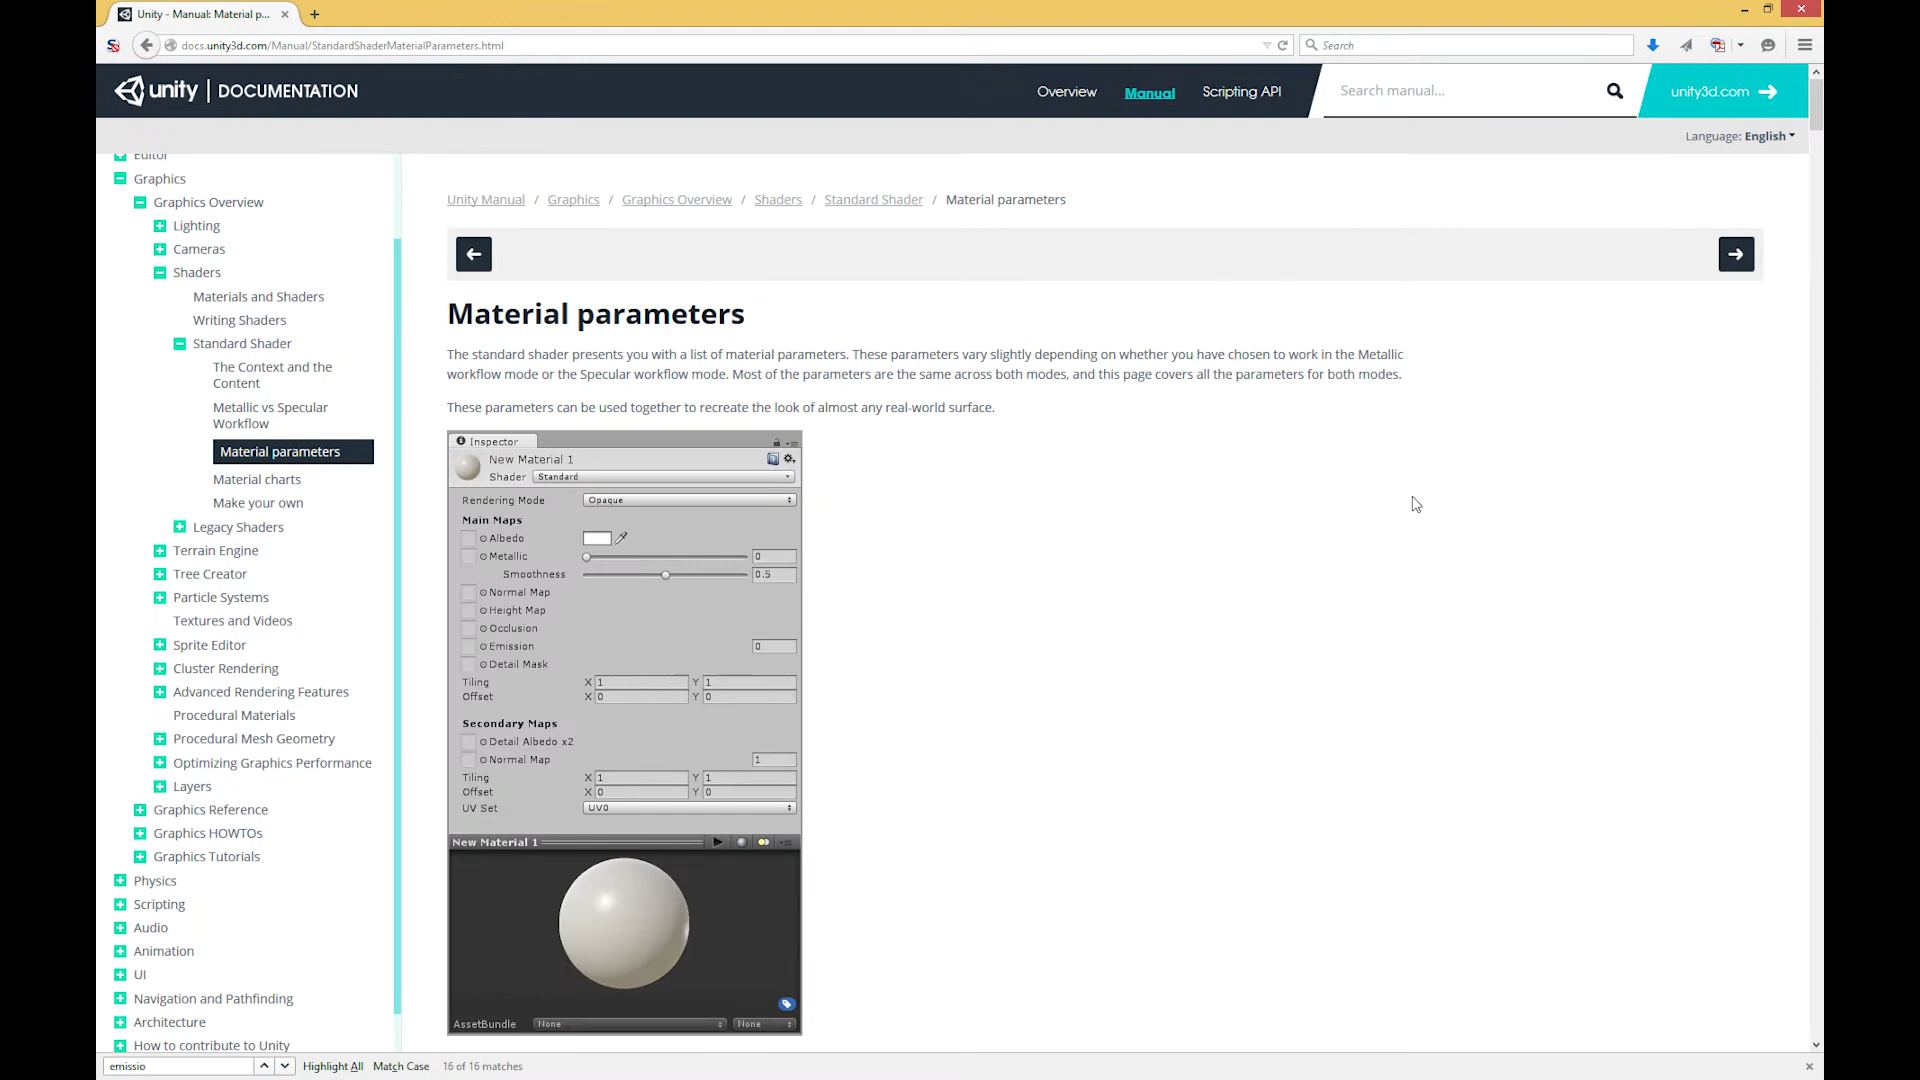 Unity - Manual: Material p...
docs.unity3d.com/Manual/StandardShaderMaterialParameters.html
Search
unity | DOCUMENTATION
Overview
Manual
Scripting API
Search manual...
unity3d.com
Language: English
Editor
Graphics
Graphics Overview
Lighting
Cameras
Shaders
Materials and Shaders
Writing Shaders
Standard Shader
The Context and the
Content
Metallic vs Specular
Workflow
Material parameters
Material charts
Make your own
Legacy Shaders
Terrain Engine
Tree Creator
Particle Systems
Textures and Videos
Sprite Editor
Cluster Rendering
Advanced Rendering Features
Procedural Materials
Procedural Mesh Geometry
Optimizing Graphics Performance
Layers
Graphics Reference
Graphics HOWTOs
Graphics Tutorials
Physics
Scripting
Audio
Animation
UI
Navigation and Pathfinding
Architecture
How to contribute to Unity
Unity Manual / Graphics / Graphics Overview / Shaders / Standard Shader / Material parameters
Material parameters
The standard shader presents you with a list of material parameters. These parameters vary slightly depending on whether you have chosen to work in the Metallic
workflow mode or the Specular workflow mode. Most of the parameters are the same across both modes, and this page covers all the parameters for both modes.
These parameters can be used together to recreate the look of almost any real-world surface.
Inspector
New Material 1
Shader Standard
Rendering Mode Opaque
Main Maps
Albedo
Metallic 0
Smoothness 0.5
Normal Map
Height Map
Occlusion
Emission 0
Detail Mask
Tiling X 1 Y 1
Offset X 0 Y 0
Secondary Maps
Detail Albedo x2
Normal Map 1
Tiling X 1 Y 1
Offset X 0 Y 0
UV Set UV0
New Material 1
AssetBundle None None
emissio Highlight All Match Case 16 of 16 matches